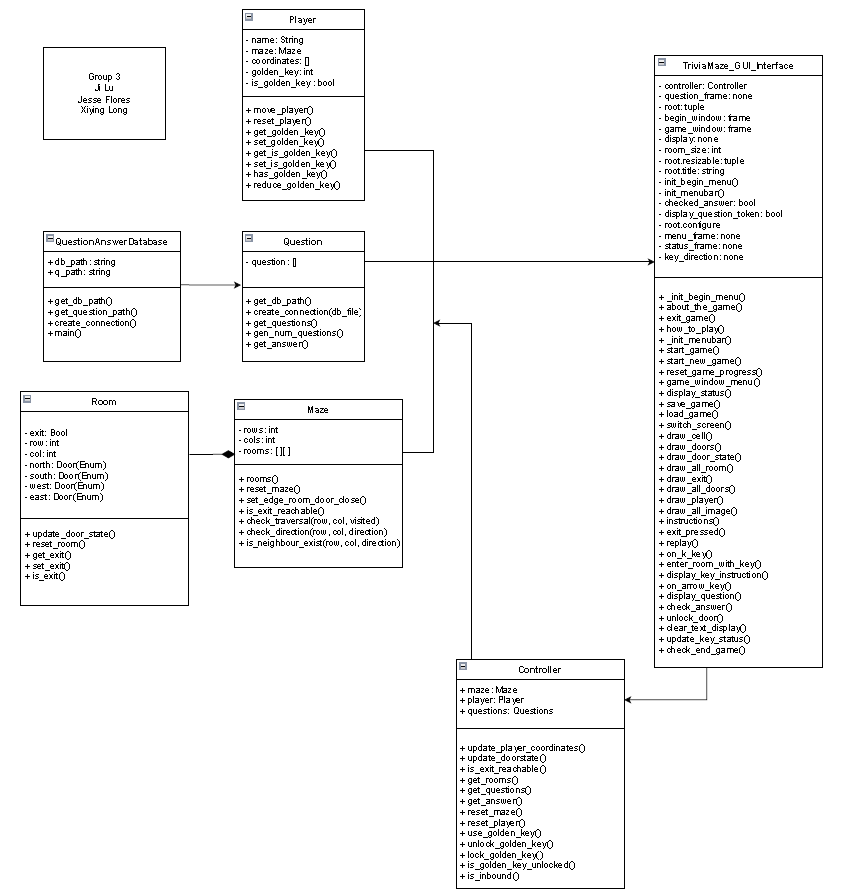 Player
- name: String
- maze: Maze
- coordinates: []
- golden_key: int
- is_golden_key : bool
+ move_player()
+ reset_player()
+ get_golden_key()
+ set_golden_key()
+ get_is_golden_key()
+ set_is_golden_key()
+ has_golden_key()
+ reduce_golden_key()
Group 3
Ji Lu
Jesse Flores
Xiying Long
TriviaMaze_GUI_Interface
- controller: Controller
- question_frame: none
- root: tuple
- begin_window: frame
- game_window: frame
- display: none
- room_size: int
- root.resizable: tuple
- root.title: string
- init_begin_menu()
- init_menubar()
- checked_answer: bool
- display_question_token: bool
- root.configure
- menu_frame: none
- status_frame: none
- key_direction: none
+ _init_begin_menu()
+ about_the_game()
+ exit_game()
+ how_to_play()
+ _init_menubar()
+ start_game()
+ start_new_game()
+ reset_game_progress()
+ game_window_menu()
+ display_status()
+ save_game()
+ load_game()
+ switch_screen()
+ draw_cell()
+ draw_doors()
+ draw_door_state()
+ draw_all_room()
+ draw_exit()
+ draw_all_doors()
+ draw_player()
+ draw_all_image()
+ instructions()
+ exit_pressed()
+ replay()
+ on_k_key()
+ enter_room_with_key()
+ display_key_instruction()
+ on_arrow_key()
+ display_question()
+ check_answer()
+ unlock_door()
+ clear_text_display()
+ update_key_status()
+ check_end_game()
QuestionAnswerDatabase
+ db_path: string
+ q_path: string
+ get_db_path()
+ get_question_path()
+ create_connection()
+ main()
Question
- question : []
+ get_db_path()
+ create_connection(db_file)
+ get_questions()
+ gen_num_questions()
+ get_answer()
Room
- exit: Bool
- row: int
- col: int
- north: Door(Enum)
- south: Door(Enum)
- west: Door(Enum)
- east: Door(Enum)
+ update_door_state()
+ reset_room()
+ get_exit()
+ set_exit()
+ is_exit()
Maze
- rows: int
- cols: int
- rooms: [ ][ ]
+ rooms()
+ reset_maze()
+ set_edge_room_door_close()
+ is_exit_reachable()
+ check_traversal(row, col, visited)
+ check_direction(row, col, direction)
+ is_neighbour_exist(row, col, direction)
Controller
+ maze: Maze
+ player: Player
+ questions: Questions
+ update_player_coordinates()
+ update_doorstate()
+ is_exit_reachable()
+ get_rooms()
+ get_questions()
+ get_answer()
+ reset_maze()
+ reset_player()
+ use_golden_key()
+ unlock_golden_key()
+ lock_golden_key()
+ is_golden_key_unlocked()
+ is_inbound()